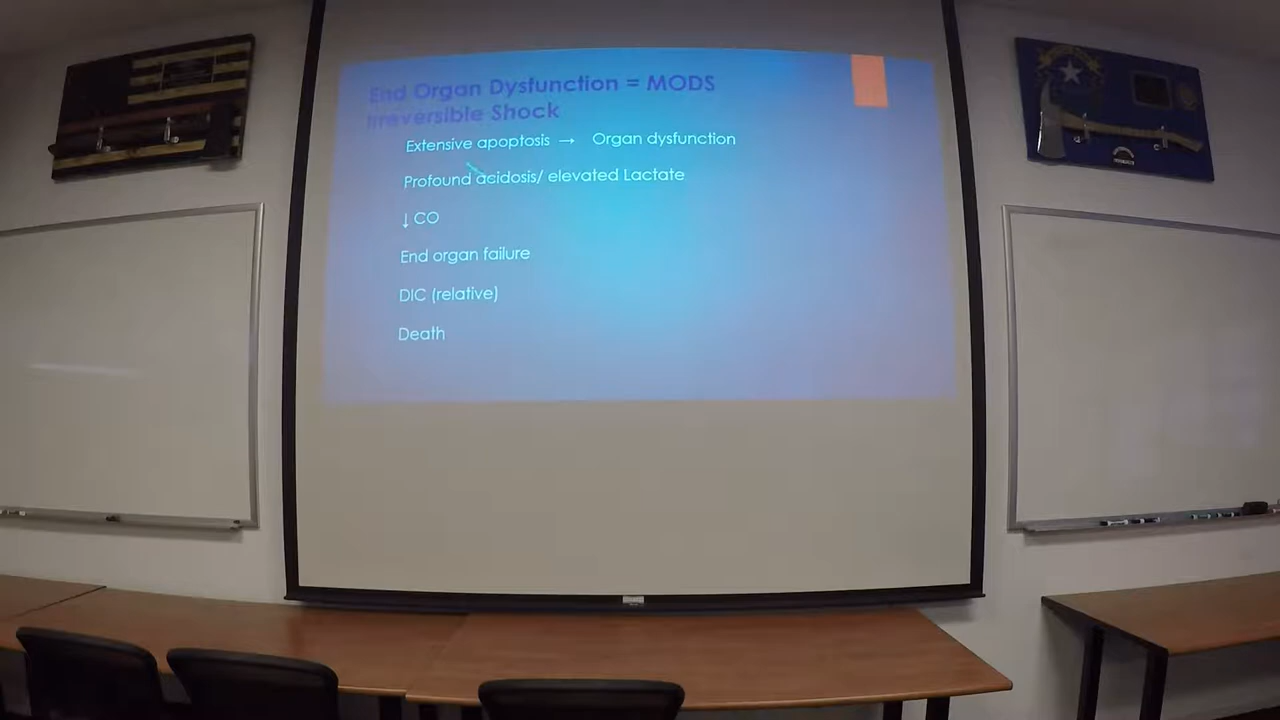 End Organ Dysfunction = MODS
Irreversible Shock
Extensive apoptosis → Organ dysfunction
Profound acidosis/ elevated Lactate
↓ CO
End organ failure
DIC (relative)
Death